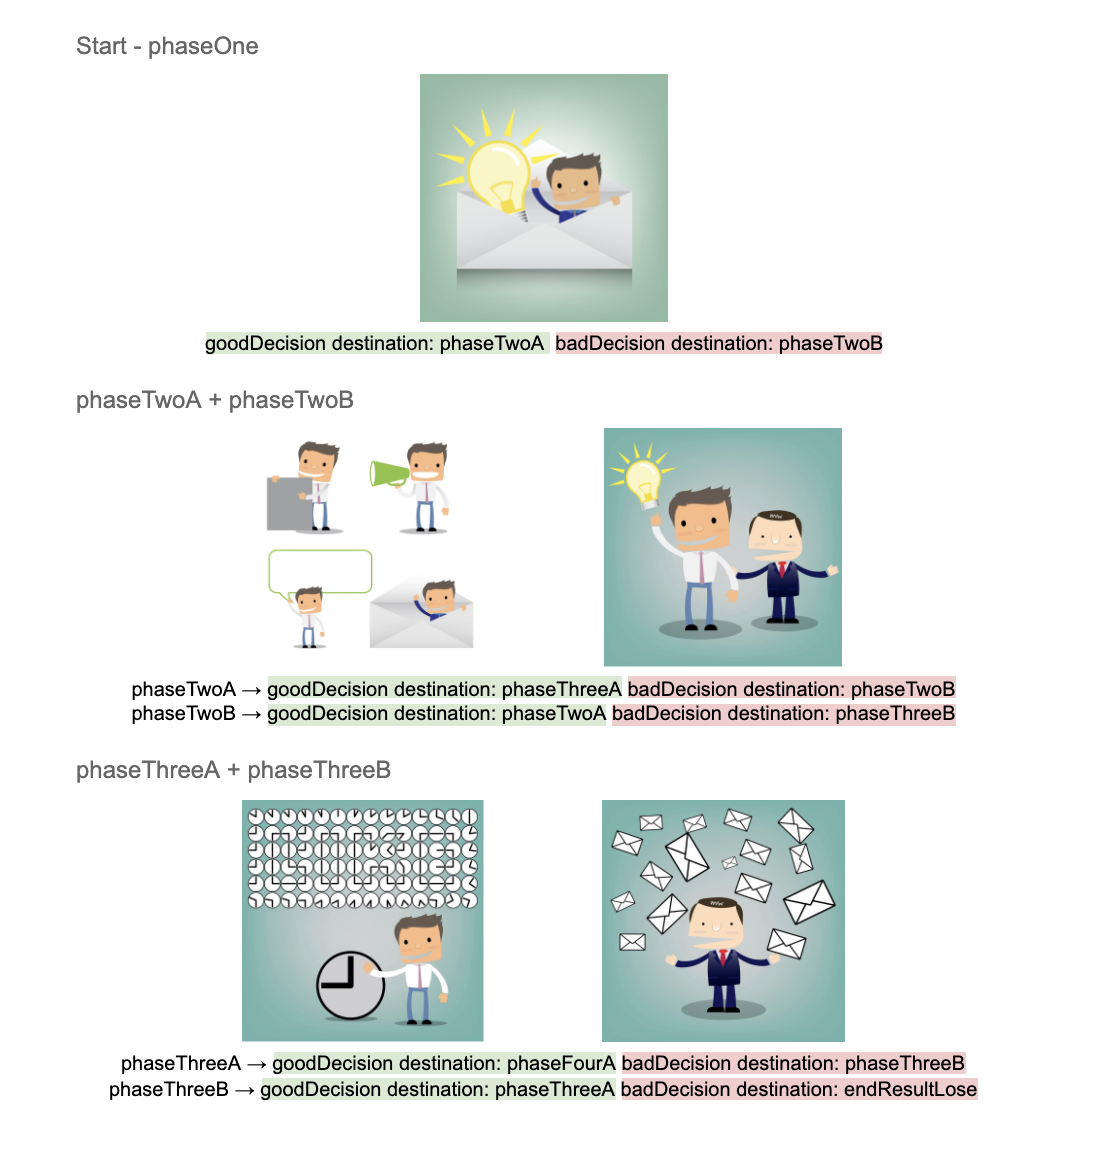 Start - phaseOne
goodDecision destination: phaseTwoA badDecision destination: phaseTwoB
phaseTwoA + phaseTwoB
phaseTwoA → goodDecision destination: phaseThreeA badDecision destination: phaseTwoB
phaseTwoB → goodDecision destination: phaseTwoA badDecision destination: phaseThreeB
phaseThreeA + phaseThreeB
phaseThreeA → goodDecision destination: phaseFourA badDecision destination: phaseThreeB
phaseThreeB → goodDecision destination: phaseThreeA badDecision destination: endResultLose